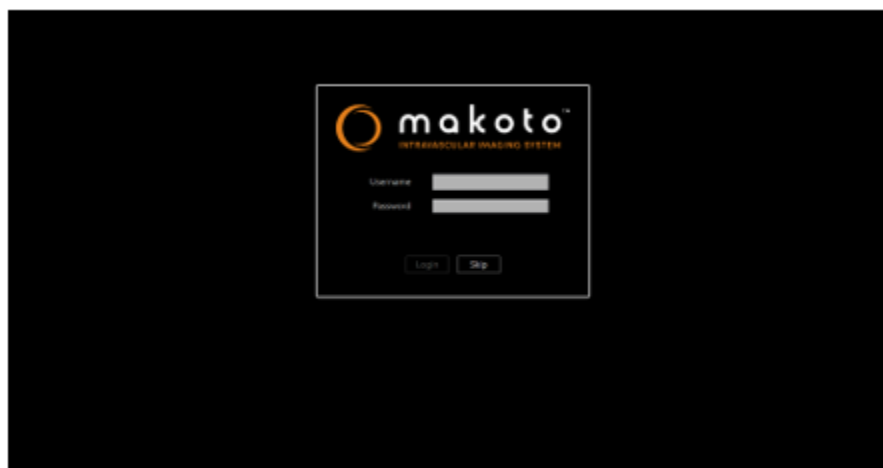 makoto™
INTRAVASCULAR IMAGING SYSTEM
Username
Password
Login Skip